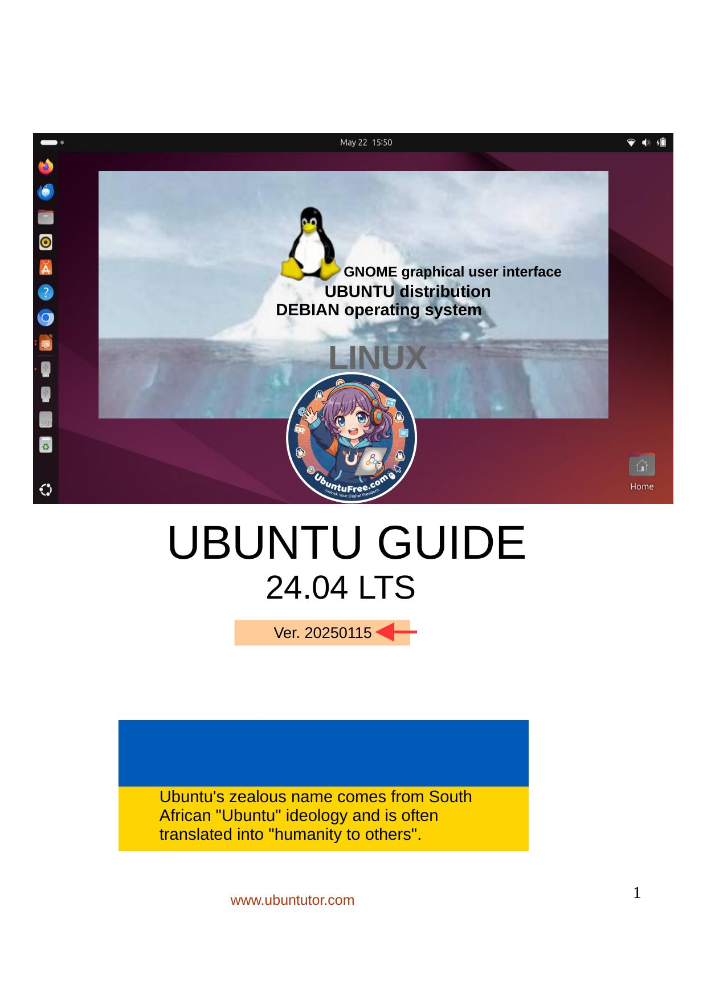 May 22 15:50
GNOME graphical user interface
UBUNTU distribution
DEBIAN operating system
LINUX
SSD
UbuntuFree.com
Unlock Your Digital Freedom.
Home
UBUNTU GUIDE
24.04 LTS
Ver. 20250115
Ubuntu's zealous name comes from South
African "Ubuntu" ideology and is often
translated into "humanity to others".
www.ubuntutor.com
1